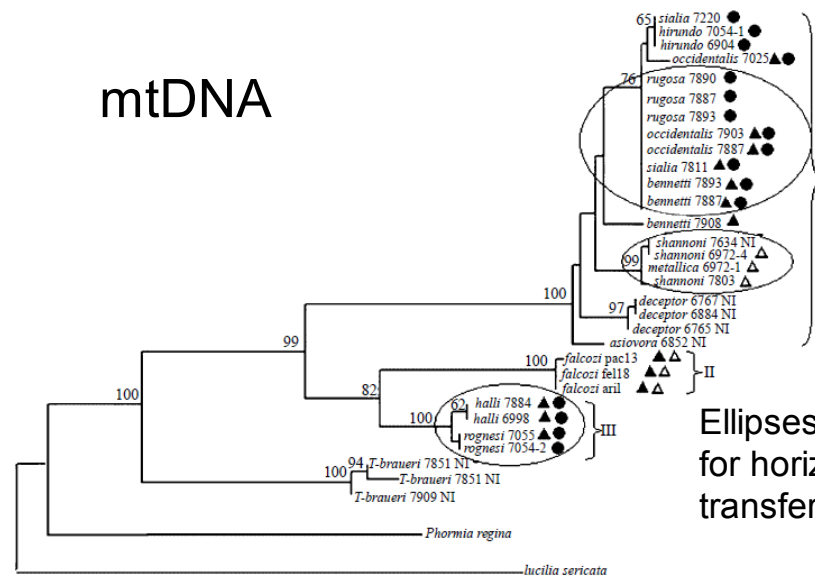 mtDNA
65
sialia 7220
hirundo 7054-1
hirundo 6904
occidentalis 7025
76
rugosa 7890
rugosa 7887
rugosa 7893
occidentalis 7903
occidentalis 7887
sialia 7811
bennetti 7893
bennetti 7887
bennetti 7908
shannoni 7634 NI
shannoni 6972-4
99
metallica 6972-1
shannoni 7803
100
97
deceptor 6767 NI
deceptor 6884 NI
deceptor 6765 NI
asiovora 6852 NI
99
100
falcozi pac13
falcozi fel18
II
falcozi aril
82
100
62
halli 7884
halli 6998
III
rognesi 7055
rognesi 7054-2
100
94
T-braueri 7851 NI
100
T-braueri 7851 NI
T-braueri 7909 NI
Phormia regina
lucilia sericata
Ellipses
for horiz
transfer